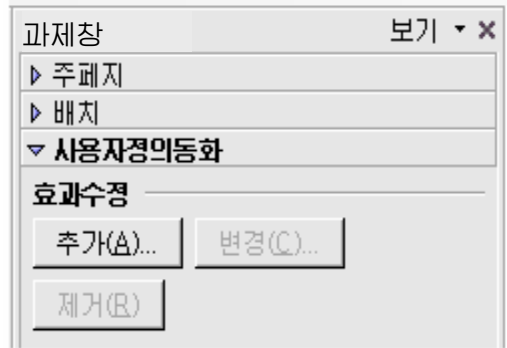 과제창 보기
주페지
배치
사용자정의동화
효과수정
추가(A)... 변경(C)...
제거(R)